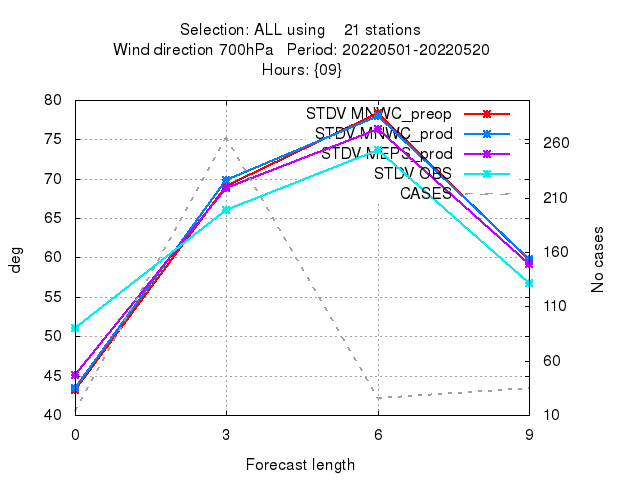 Selection: ALL using    21 stations
Wind direction 700hPa   Period: 20220501-20220520
Hours: {09}
80
75
70
65
60
55
50
45
40
deg
STDV MNWC_preop
STDV MNWC_prod
STDV MEPS_prod
STDV OBS
CASES
260
210
160
110
60
10
No cases
0 3 6 9
Forecast length